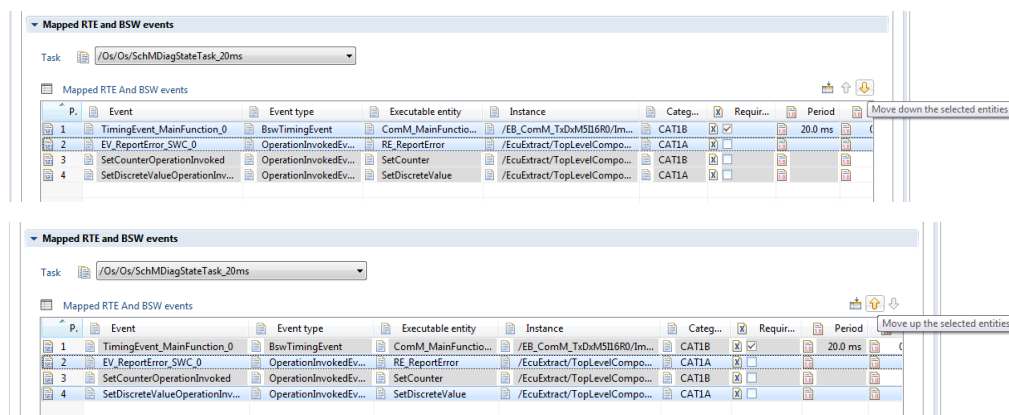 Mapped RTE and BSW events
Task /Os/Os/SchMDiagStateTask_20ms
Mapped RTE And BSW events
P. Event Event type Executable entity Instance Categ... Requir... Period
Move down the selected entities
1 TimingEvent_MainFunction_0 BswTimingEvent ComM_MainFunctio... /EB_ComM_TxDxM5I16R0/Im... CAT1B 20.0 ms
2 EV_ReportError_SWC_0 OperationInvokedEv... RE_ReportError /EcuExtract/TopLevelCompo... CAT1A
3 SetCounterOperationInvoked OperationInvokedEv... SetCounter /EcuExtract/TopLevelCompo... CAT1B
4 SetDiscreteValueOperationInv... OperationInvokedEv... SetDiscreteValue /EcuExtract/TopLevelCompo... CAT1A
Mapped RTE and BSW events
Task /Os/Os/SchMDiagStateTask_20ms
Mapped RTE And BSW events
P. Event Event type Executable entity Instance Categ... Requir... Period
Move up the selected entities
1 TimingEvent_MainFunction_0 BswTimingEvent ComM_MainFunctio... /EB_ComM_TxDxM5I16R0/Im... CAT1B 20.0 ms
2 EV_ReportError_SWC_0 OperationInvokedEv... RE_ReportError /EcuExtract/TopLevelCompo... CAT1A
3 SetCounterOperationInvoked OperationInvokedEv... SetCounter /EcuExtract/TopLevelCompo... CAT1B
4 SetDiscreteValueOperationInv... OperationInvokedEv... SetDiscreteValue /EcuExtract/TopLevelCompo... CAT1A